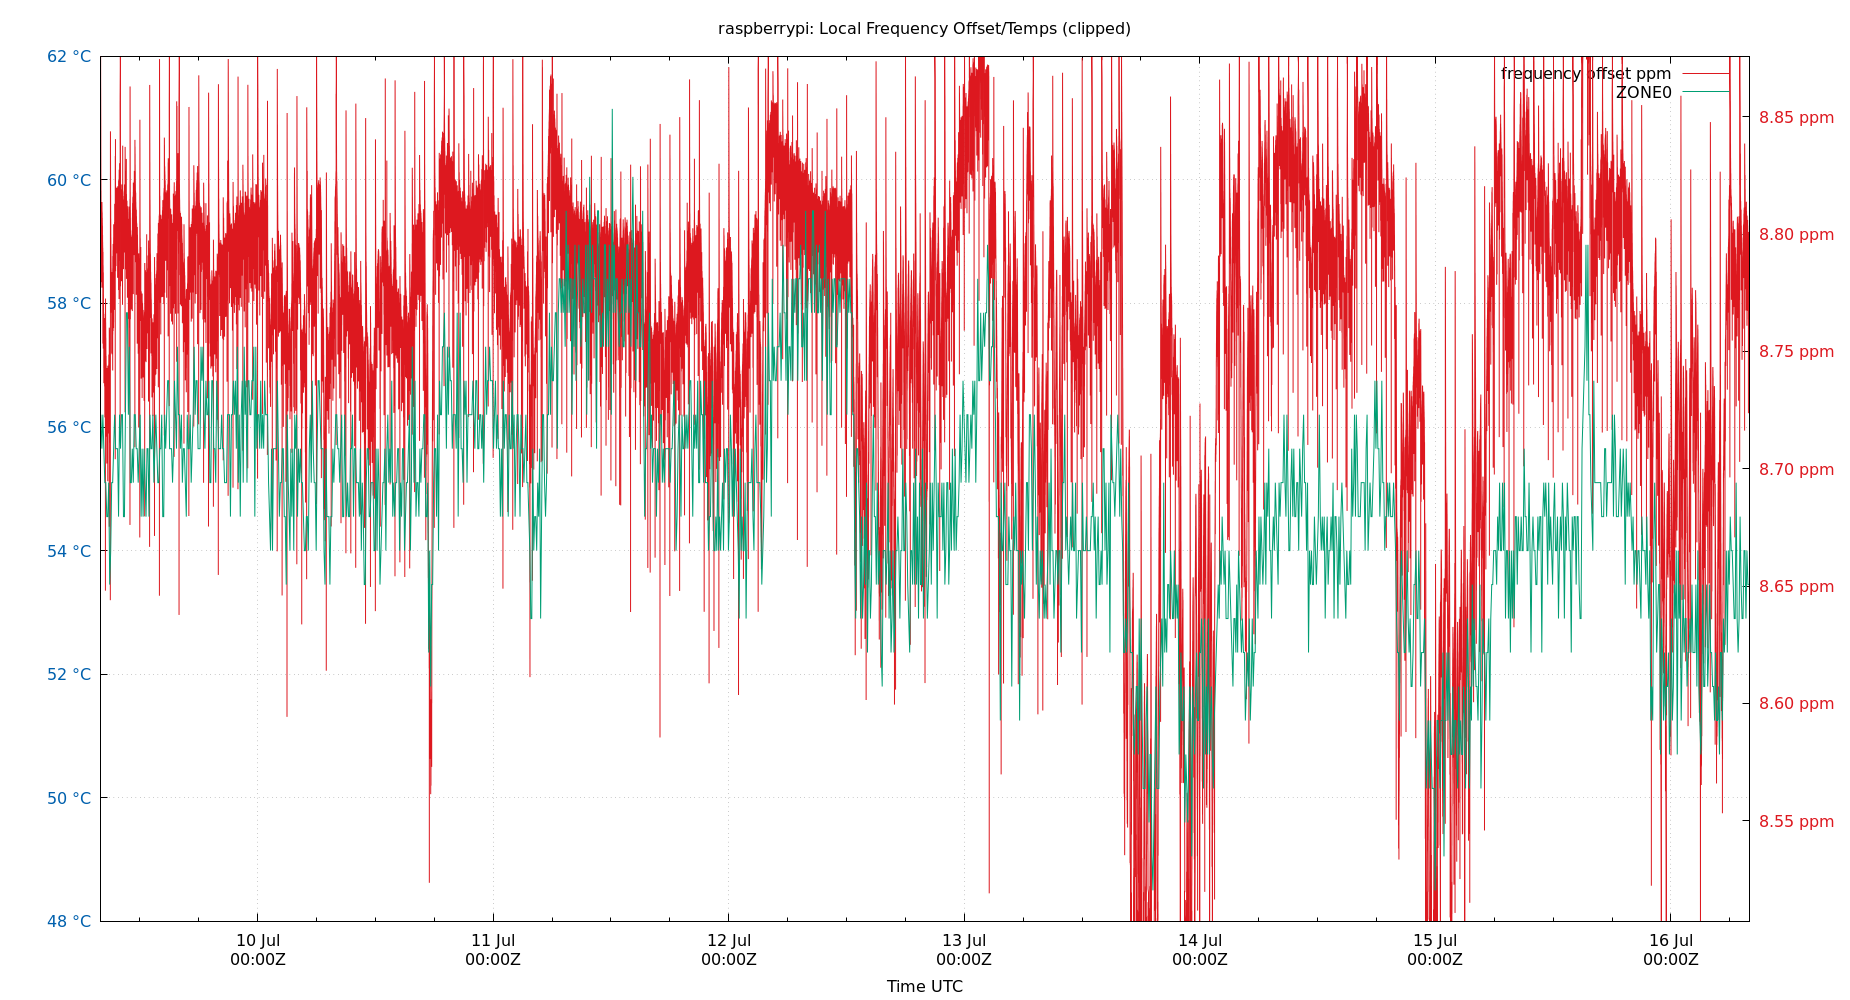 raspberrypi: Local Frequency Offset/Temps (clipped)
62 °C
60 °C
58 °C
56 °C
54 °C
52 °C
50 °C
48 °C
frequency offset ppm
ZONE0
8.85 ppm
8.80 ppm
8.75 ppm
8.70 ppm
8.65 ppm
8.60 ppm
8.55 ppm
10 Jul
00:00Z
11 Jul
00:00Z
12 Jul
00:00Z
13 Jul
00:00Z
14 Jul
00:00Z
15 Jul
00:00Z
16 Jul
00:00Z
Time UTC